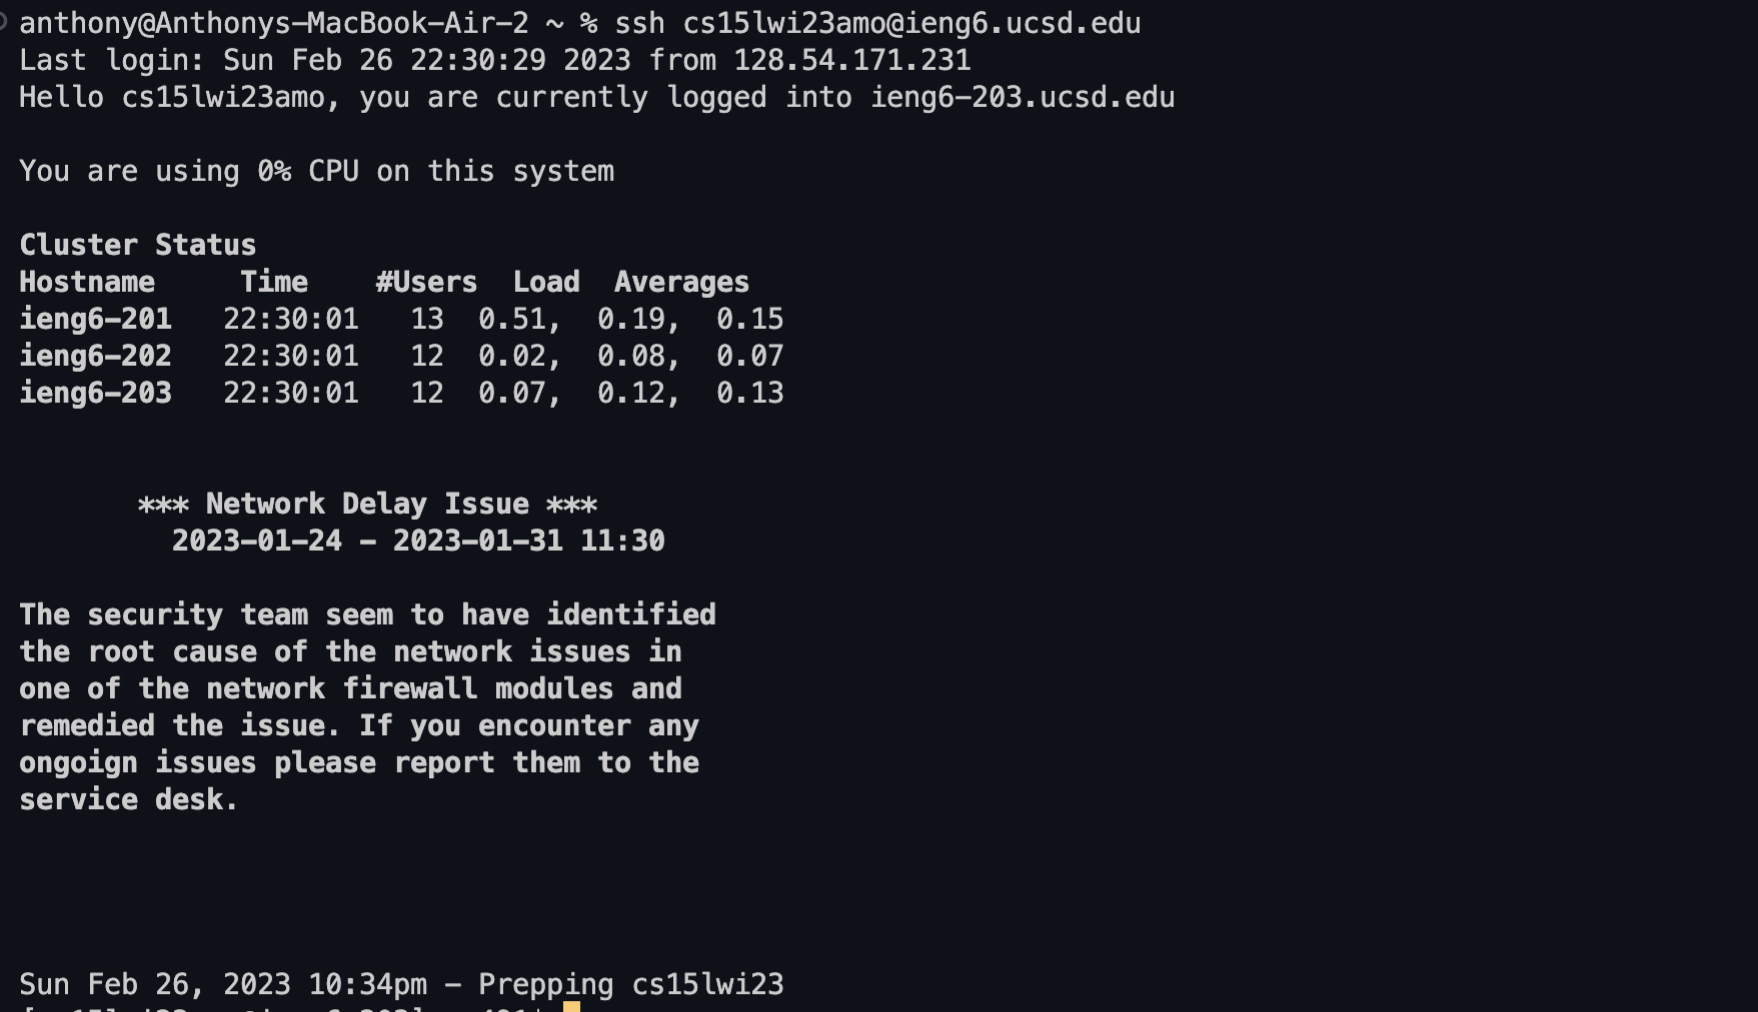 anthony@Anthonys-MacBook-Air-2 ~ % ssh cs15lwi23amo@ieng6.ucsd.edu
Last login: Sun Feb 26 22:30:29 2023 from 128.54.171.231
Hello cs15lwi23amo, you are currently logged into ieng6-203.ucsd.edu
You are using 0% CPU on this system
Cluster Status
Hostname     Time    #Users  Load  Averages
ieng6-201   22:30:01   13  0.51,  0.19,  0.15
ieng6-202   22:30:01   12  0.02,  0.08,  0.07
ieng6-203   22:30:01   12  0.07,  0.12,  0.13
*** Network Delay Issue ***
2023-01-24 - 2023-01-31 11:30
The security team seem to have identified
the root cause of the network issues in
one of the network firewall modules and
remedied the issue. If you encounter any
ongoign issues please report them to the
service desk.
Sun Feb 26, 2023 10:34pm - Prepping cs15lwi23